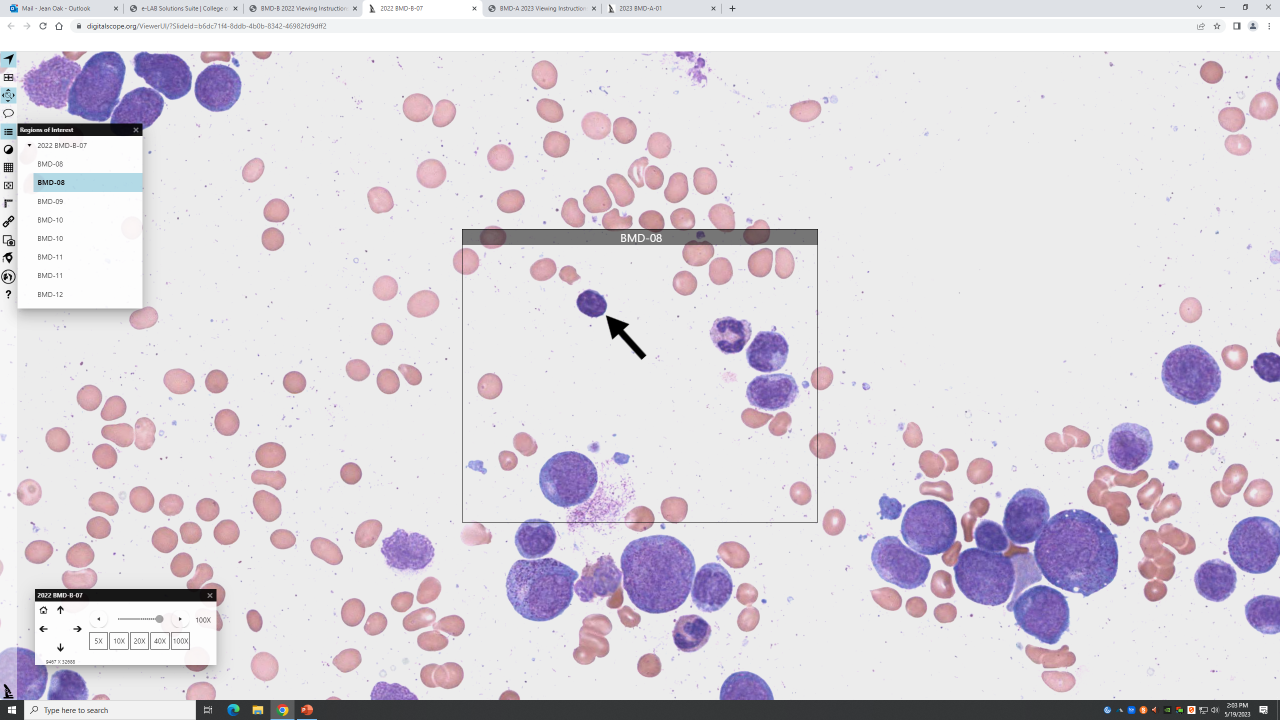 Mail - Jean Oak - Outlook
e-LAB Solutions Suite | College
BMD-B 2022 Viewing Instruction
2022 BMD-B-07
BMD-A 2023 Viewing Instruction
2023 BMD-A-01
digitalscope.org/ViewerUI/?SlideId=b6dc71f4-8ddb-4b0b-8342-46982fd9dff2
Regions of Interest
2022 BMD-B-07
BMD-08
BMD-08
BMD-09
BMD-10
BMD-10
BMD-11
BMD-11
BMD-12
BMD-08
2022 BMD-B-07
100X
5X 10X 20X 40X 100X
9467 X 32688
Type here to search
2:03 PM
5/19/2023